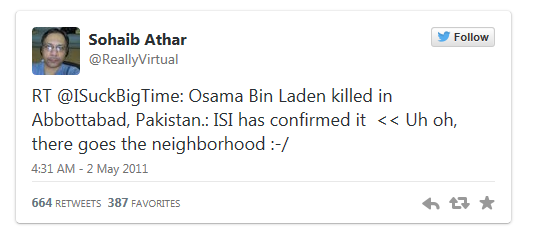 Sohaib Athar
@ReallyVirtual
Follow
RT @ISuckBigTime: Osama Bin Laden killed in
Abbottabad, Pakistan.: ISI has confirmed it << Uh oh,
there goes the neighborhood :-/
4:31 AM - 2 May 2011
664 RETWEETS 387 FAVORITES